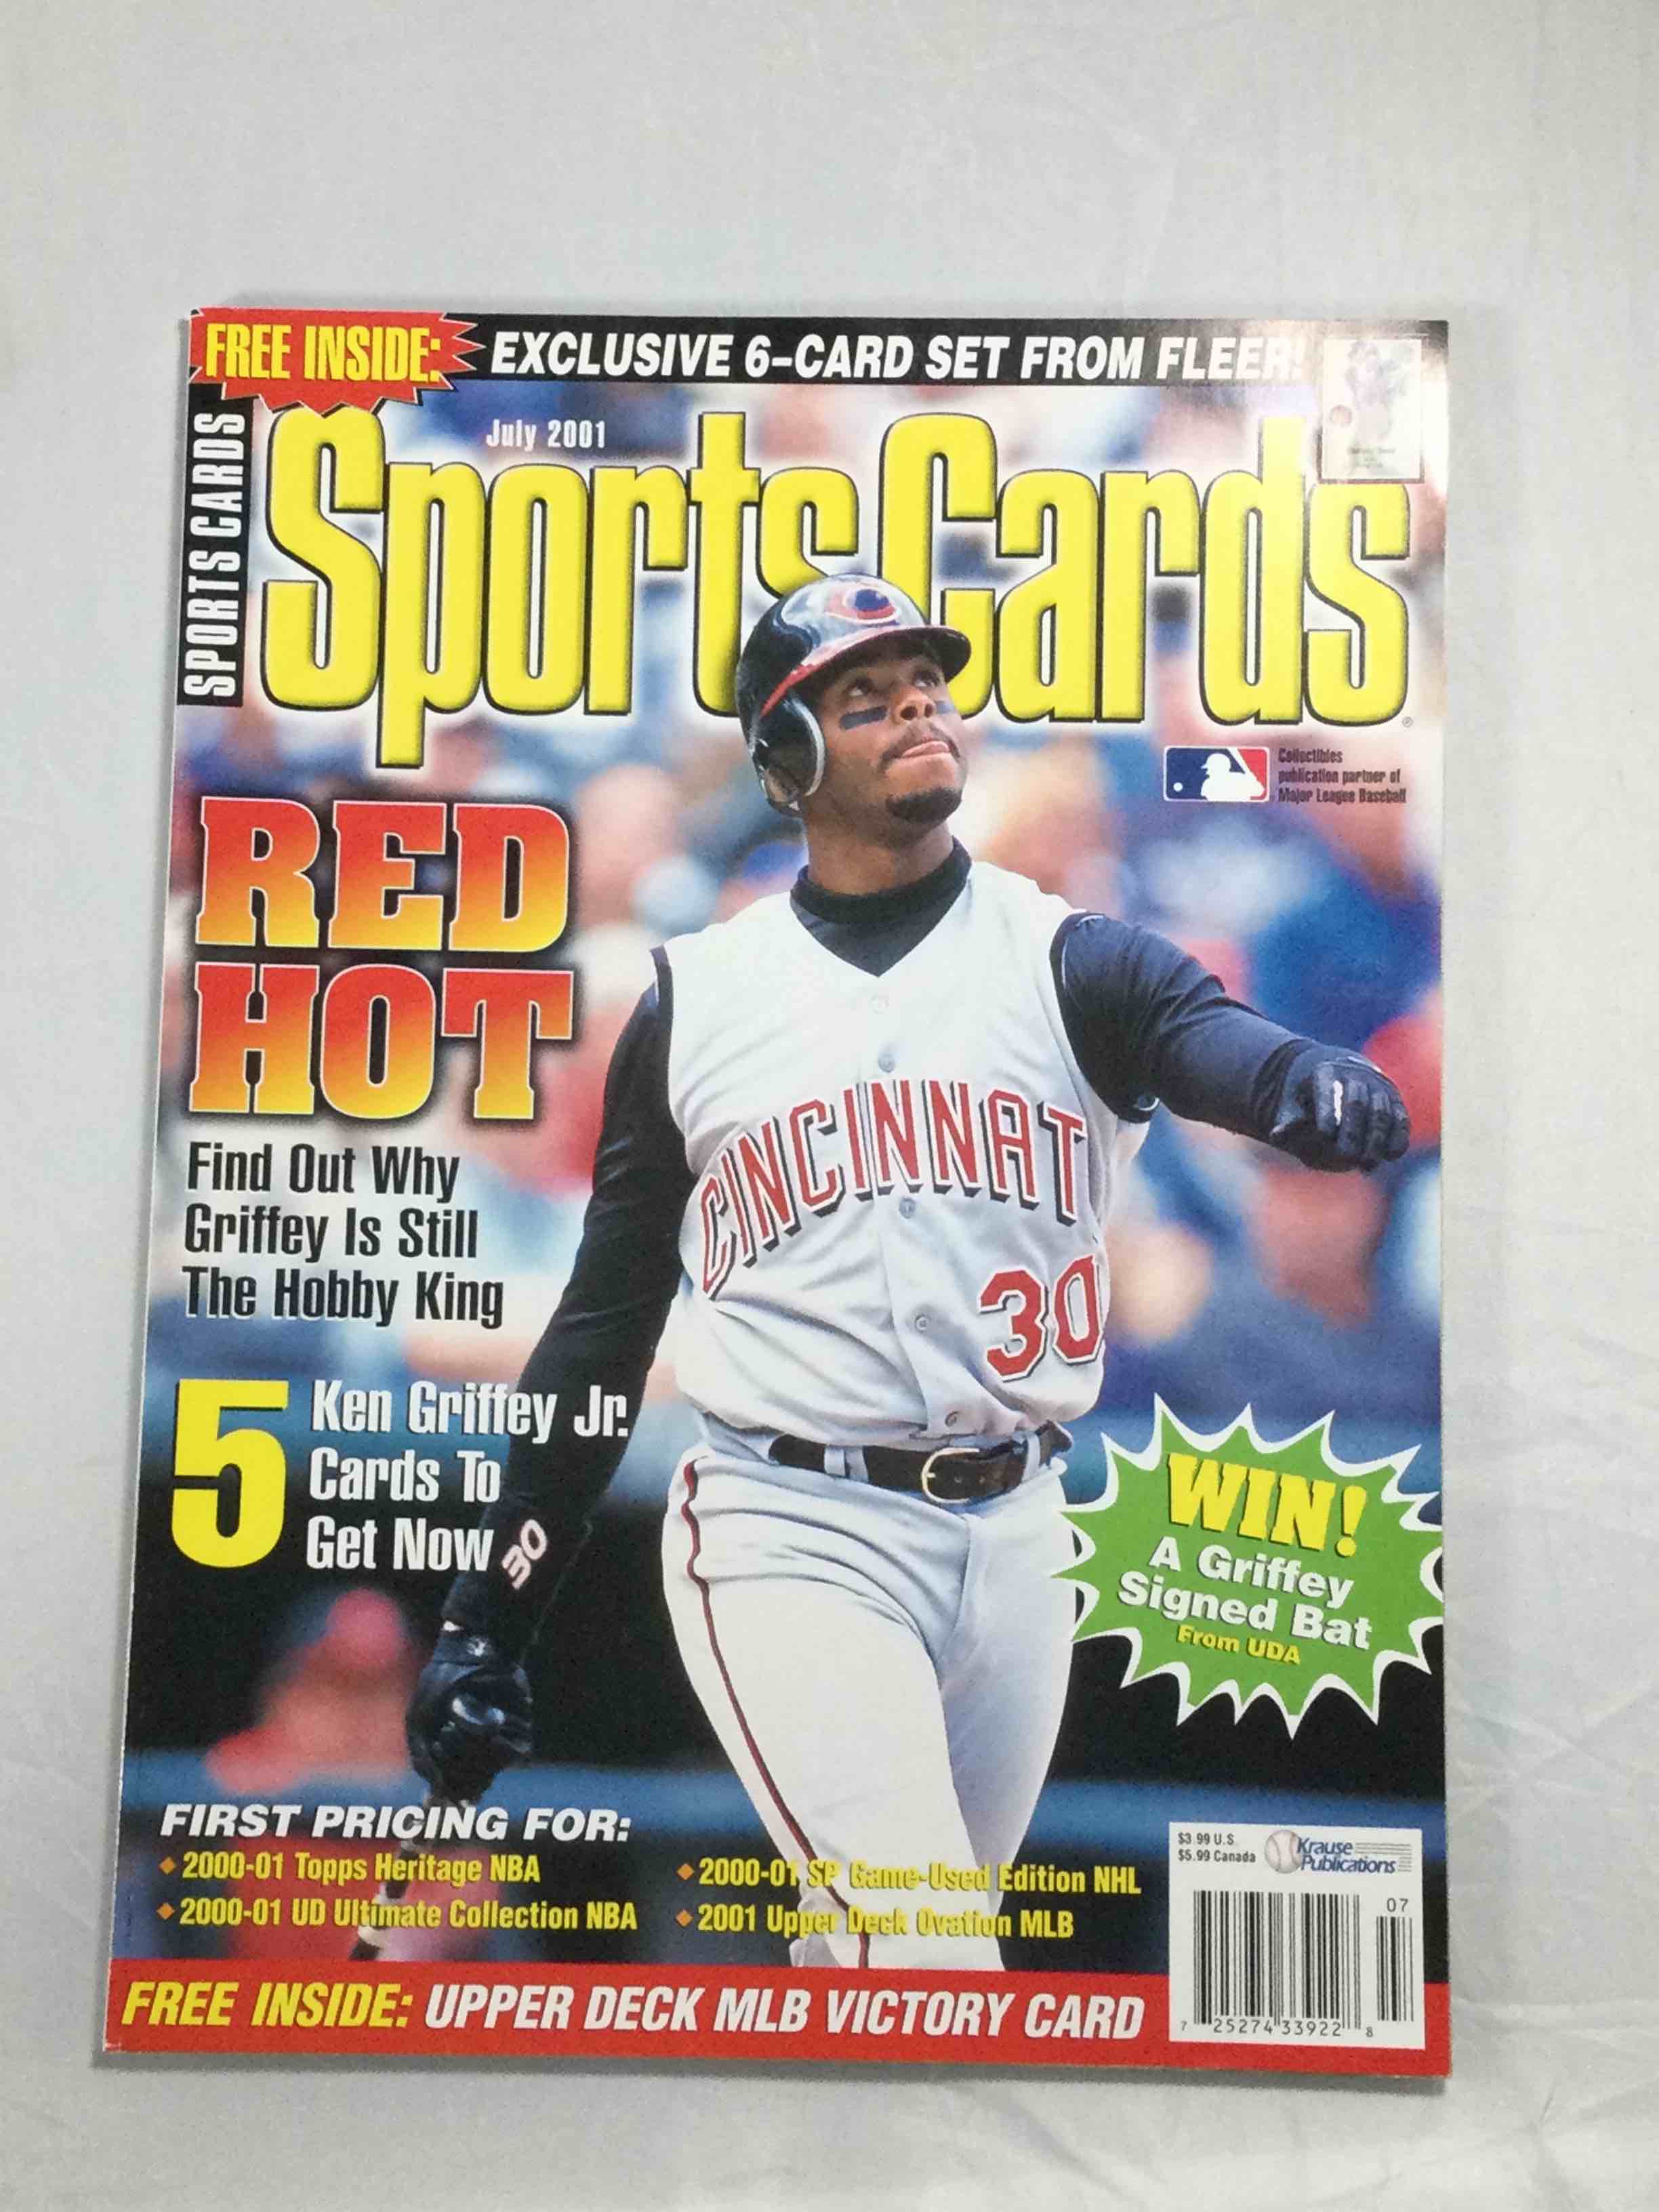 FREE INSIDE: EXCLUSIVE 6-CARD SET FROM FLEER!
SPORTS CARDS
July 2001
Sports Cards
Collectibles
publication partner of
Major League Baseball
RED
HOT
Find Out Why
Griffey Is Still
The Hobby King
5 Ken Griffey Jr.
Cards To
Get Now
CINCINNATI
30
30
WIN!
A Griffey
Signed Bat
From UDA
FIRST PRICING FOR:
2000-01 Topps Heritage NBA
2000-01 UD Ultimate Collection NBA
2000-01 SP Game-Used Edition NHL
2001 Upper Deck Ovation MLB
$3.99 U.S.
$5.99 Canada
Krause
Publications
07
7 25274 33922 8
FREE INSIDE: UPPER DECK MLB VICTORY CARD